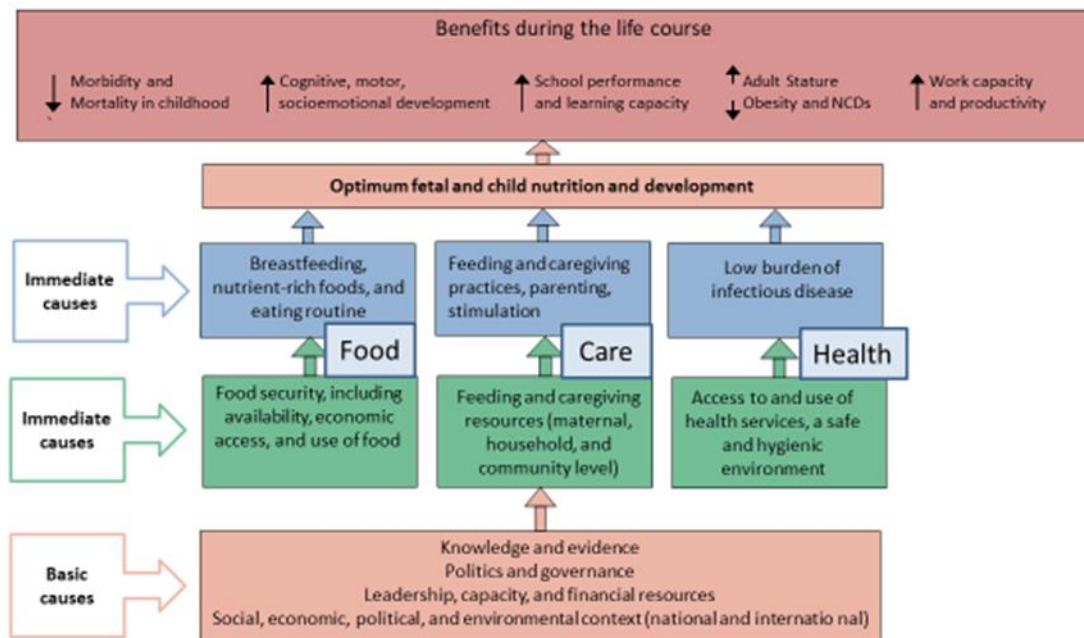 Benefits during the life course
Morbidity and
Mortality in childhood
Cognitive, motor,
socioemotional development
School performance
and learning capacity
Adult Stature
Obesity and NCDs
Work capacity
and productivity
Optimum fetal and child nutrition and development
Immediate
causes
Breastfeeding,
nutrient-rich foods, and
eating routine
Feeding and caregiving
practices, parenting,
stimulation
Low burden of
infectious disease
Food
Care
Health
Immediate
causes
Food security, including
availability, economic
access, and use of food
Feeding and caregiving
resources (maternal,
household, and
community level)
Access to and use of
health services, a safe
and hygienic
environment
Basic
causes
Knowledge and evidence
Politics and governance
Leadership, capacity, and financial resources
Social, economic, political, and environmental context (national and internatio nal)